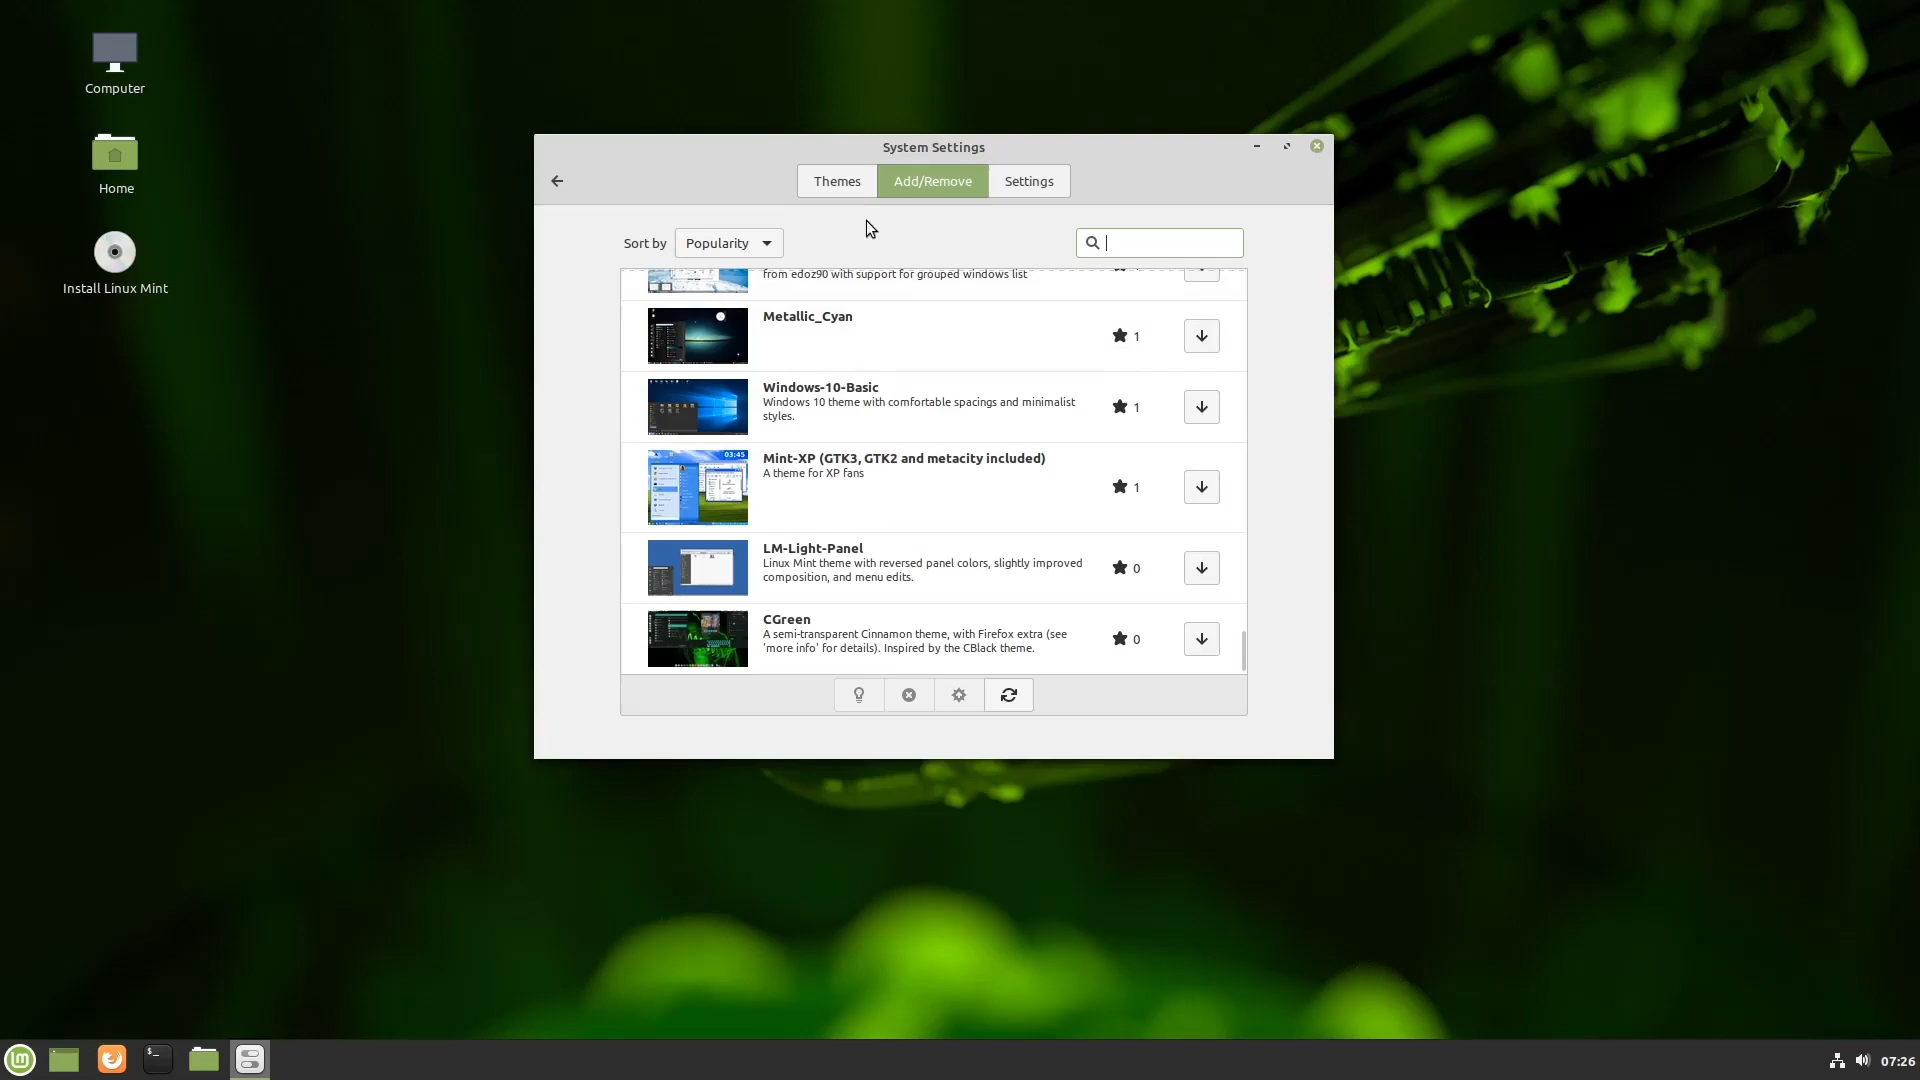 Computer
Home
Install Linux Mint
System Settings
Themes
Add/Remove
Settings
Sort by
Popularity
from edoz90 with support for grouped windows list
Metallic_Cyan
1
Windows-10-Basic
Windows 10 theme with comfortable spacings and minimalist
styles.
1
03:45
Mint-XP (GTK3, GTK2 and metacity included)
A theme for XP fans
1
LM-Light-Panel
Linux Mint theme with reversed panel colors, slightly improved
composition, and menu edits.
0
CGreen
A semi-transparent Cinnamon theme, with Firefox extra (see
'more info' for details). Inspired by the CBlack theme.
0
lm
$_
07:26